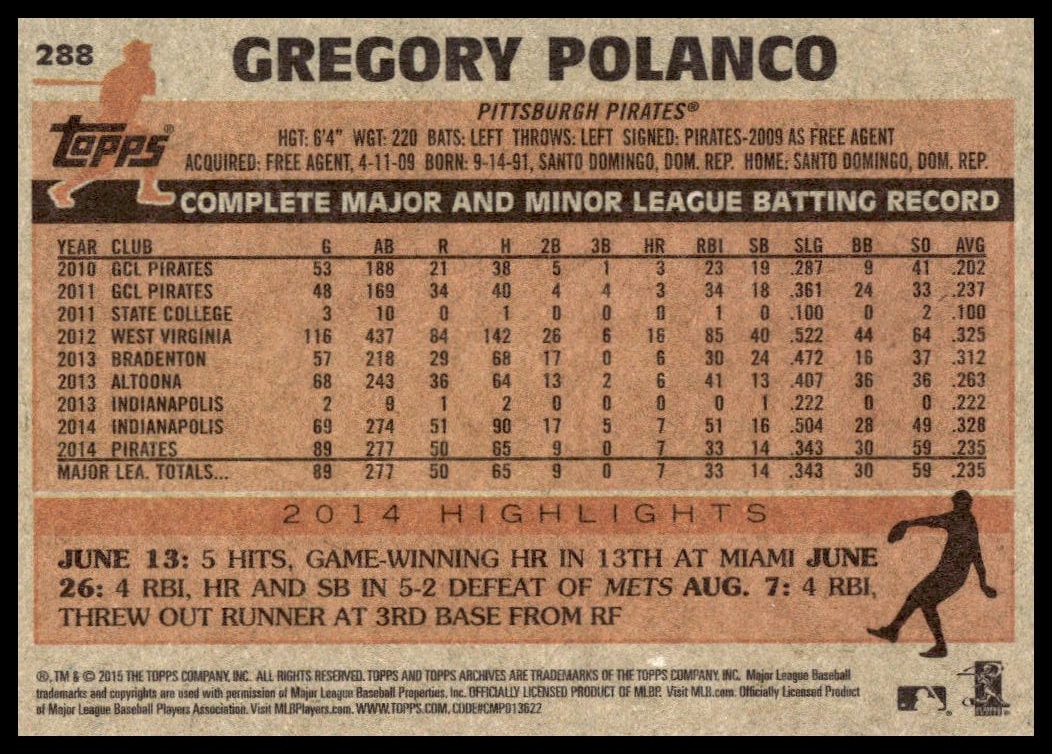 288
GREGORY POLANCO
PITTSBURGH PIRATES®
Topps®
HGT: 6'4" WGT: 220 BATS: LEFT THROWS: LEFT SIGNED: PIRATES-2009 AS FREE AGENT
ACQUIRED: FREE AGENT, 4-11-09 BORN: 9-14-91, SANTO DOMINGO, DOM. REP. HOME: SANTO DOMINGO, DOM. REP.
COMPLETE MAJOR AND MINOR LEAGUE BATTING RECORD
YEAR CLUB G AB R H 2B 3B HR RBI SB SLG BB SO AVG
2010 GCL PIRATES 53 188 21 38 5 1 3 23 19 .287 9 41 .202
2011 GCL PIRATES 48 169 34 40 4 4 3 34 18 .361 24 33 .237
2011 STATE COLLEGE 3 10 0 1 0 0 0 1 0 .100 0 2 .100
2012 WEST VIRGINIA 116 437 84 142 26 6 16 85 40 .522 44 64 .325
2013 BRADENTON 57 218 29 68 17 0 6 30 24 .472 16 37 .312
2013 ALTOONA 68 243 36 64 13 2 6 41 13 .407 36 36 .263
2013 INDIANAPOLIS 2 9 1 2 0 0 0 0 1 .222 0 0 .222
2014 INDIANAPOLIS 69 274 51 90 17 5 7 51 16 .504 28 49 .328
2014 PIRATES 89 277 50 65 9 0 7 33 14 .343 30 59 .235
MAJOR LEA. TOTALS... 89 277 50 65 9 0 7 33 14 .343 30 59 .235
2014 HIGHLIGHTS
JUNE 13: 5 HITS, GAME-WINNING HR IN 13TH AT MIAMI JUNE
26: 4 RBI, HR AND SB IN 5-2 DEFEAT OF METS AUG. 7: 4 RBI,
THREW OUT RUNNER AT 3RD BASE FROM RF
®, TM & © 2015 THE TOPPS COMPANY, INC. ALL RIGHTS RESERVED. TOPPS AND TOPPS ARCHIVES ARE TRADEMARKS OF THE TOPPS COMPANY, INC. Major League Baseball
trademarks and copyrights are used with permission of Major League Baseball Properties, Inc. OFFICIALLY LICENSED PRODUCT OF MLBP. Visit MLB.com. Officially Licensed Product
of Major League Baseball Players Association. Visit MLBPlayers.com. WWW.TOPPS.COM, CODE#CMP013622